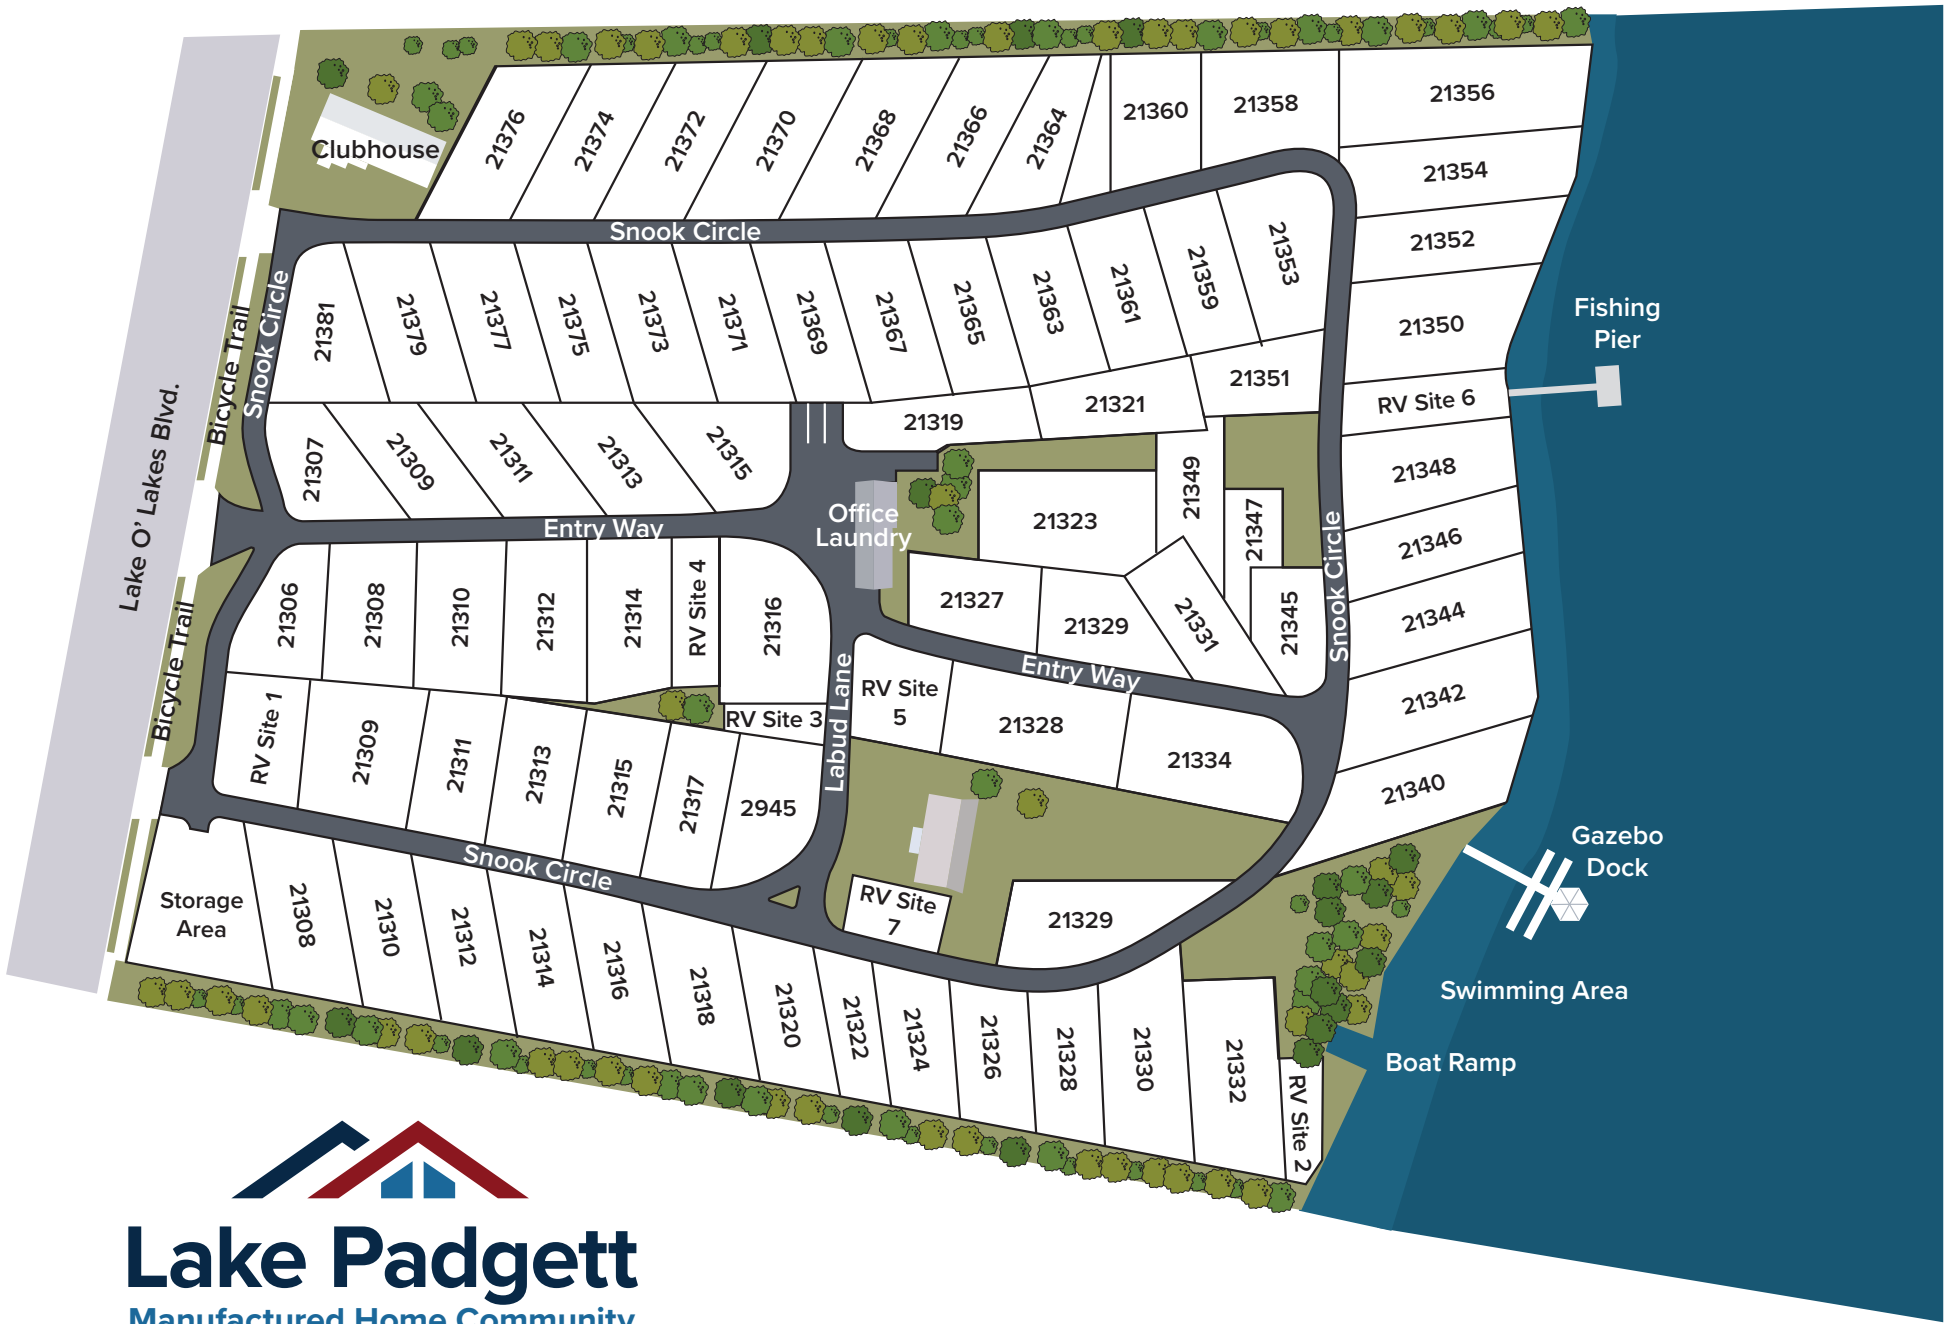 Clubhouse
21376
21374
21372
21370
21368
21366
21364
21360
21358
21356
21354
21352
21350
RV Site 6
21348
21346
21344
21342
21340
Snook Circle
Snook Circle
Bicycle Trail
Lake O' Lakes Blvd.
21381
21379
21377
21375
21373
21371
21369
21367
21365
21363
21361
21359
21353
21351
21321
21319
21307
21309
21311
21313
21315
Entry Way
Office
Laundry
21323
21349
21347
21345
21327
21329
21331
Snook Circle
Fishing
Pier
21306
21308
21310
21312
21314
RV Site 4
21316
Bicycle Trail
RV Site 1
21309
21311
21313
21315
21317
RV Site 3
2945
Labud Lane
Entry Way
RV Site
5
21328
21334
Snook Circle
RV Site
7
21329
Gazebo
Dock
Swimming Area
Boat Ramp
Storage
Area
21308
21310
21312
21314
21316
21318
21320
21322
21324
21326
21328
21330
21332
RV Site 2
Lake Padgett
Manufactured Home Community